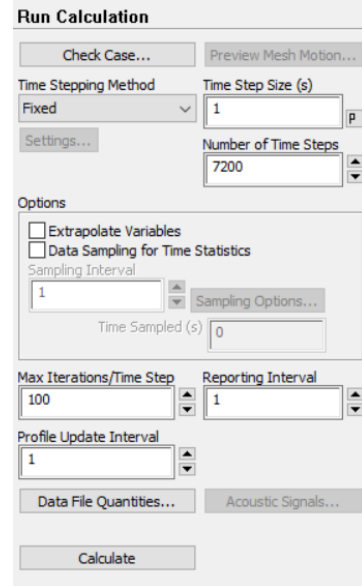 Run Calculation
Check Case... Preview Mesh Motion...
Time Stepping Method Time Step Size (s)
Fixed 1 P
Settings... Number of Time Steps
7200
Options
Extrapolate Variables
Data Sampling for Time Statistics
Sampling Interval
1 Sampling Options...
Time Sampled (s) 0
Max Iterations/Time Step Reporting Interval
100 1
Profile Update Interval
1
Data File Quantities... Acoustic Signals...
Calculate